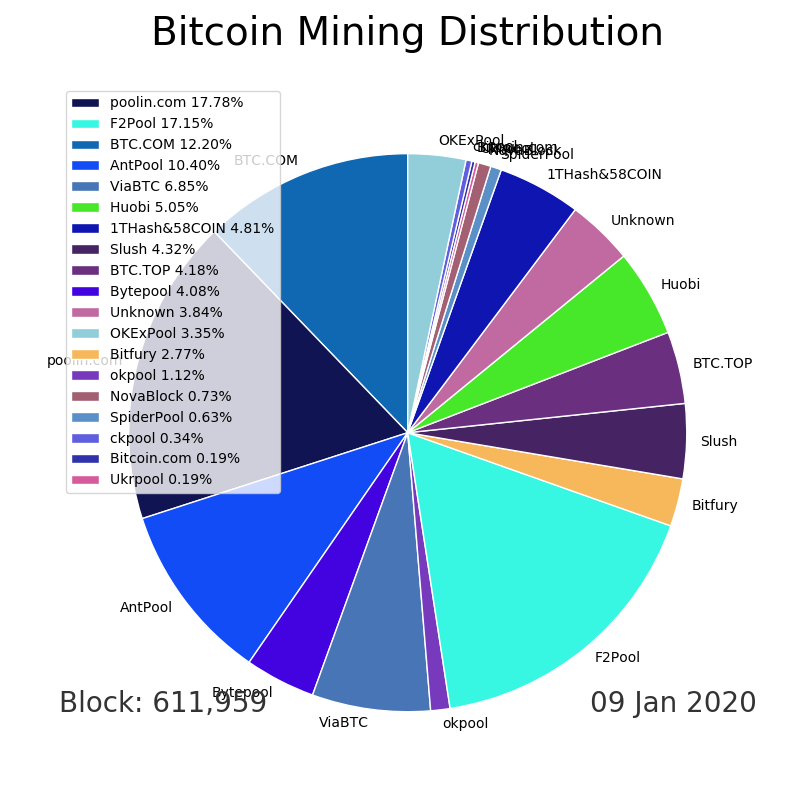 Bitcoin Mining Distribution
poolin.com 17.78%
F2Pool 17.15%
BTC.COM 12.20%
AntPool 10.40%
ViaBTC 6.85%
Huobi 5.05%
1THash&58COIN 4.81%
Slush 4.32%
BTC.TOP 4.18%
Bytepool 4.08%
Unknown 3.84%
OKExPool 3.35%
Bitfury 2.77%
okpool 1.12%
NovaBlock 0.73%
SpiderPool 0.63%
ckpool 0.34%
Bitcoin.com 0.19%
Ukrpool 0.19%
OKExPool
SpiderPool
1THash&58COIN
Unknown
Huobi
BTC.TOP
Slush
Bitfury
F2Pool
okpool
ViaBTC
Bytepool
AntPool
poolin.com
BTC.COM
Block: 611,959
09 Jan 2020